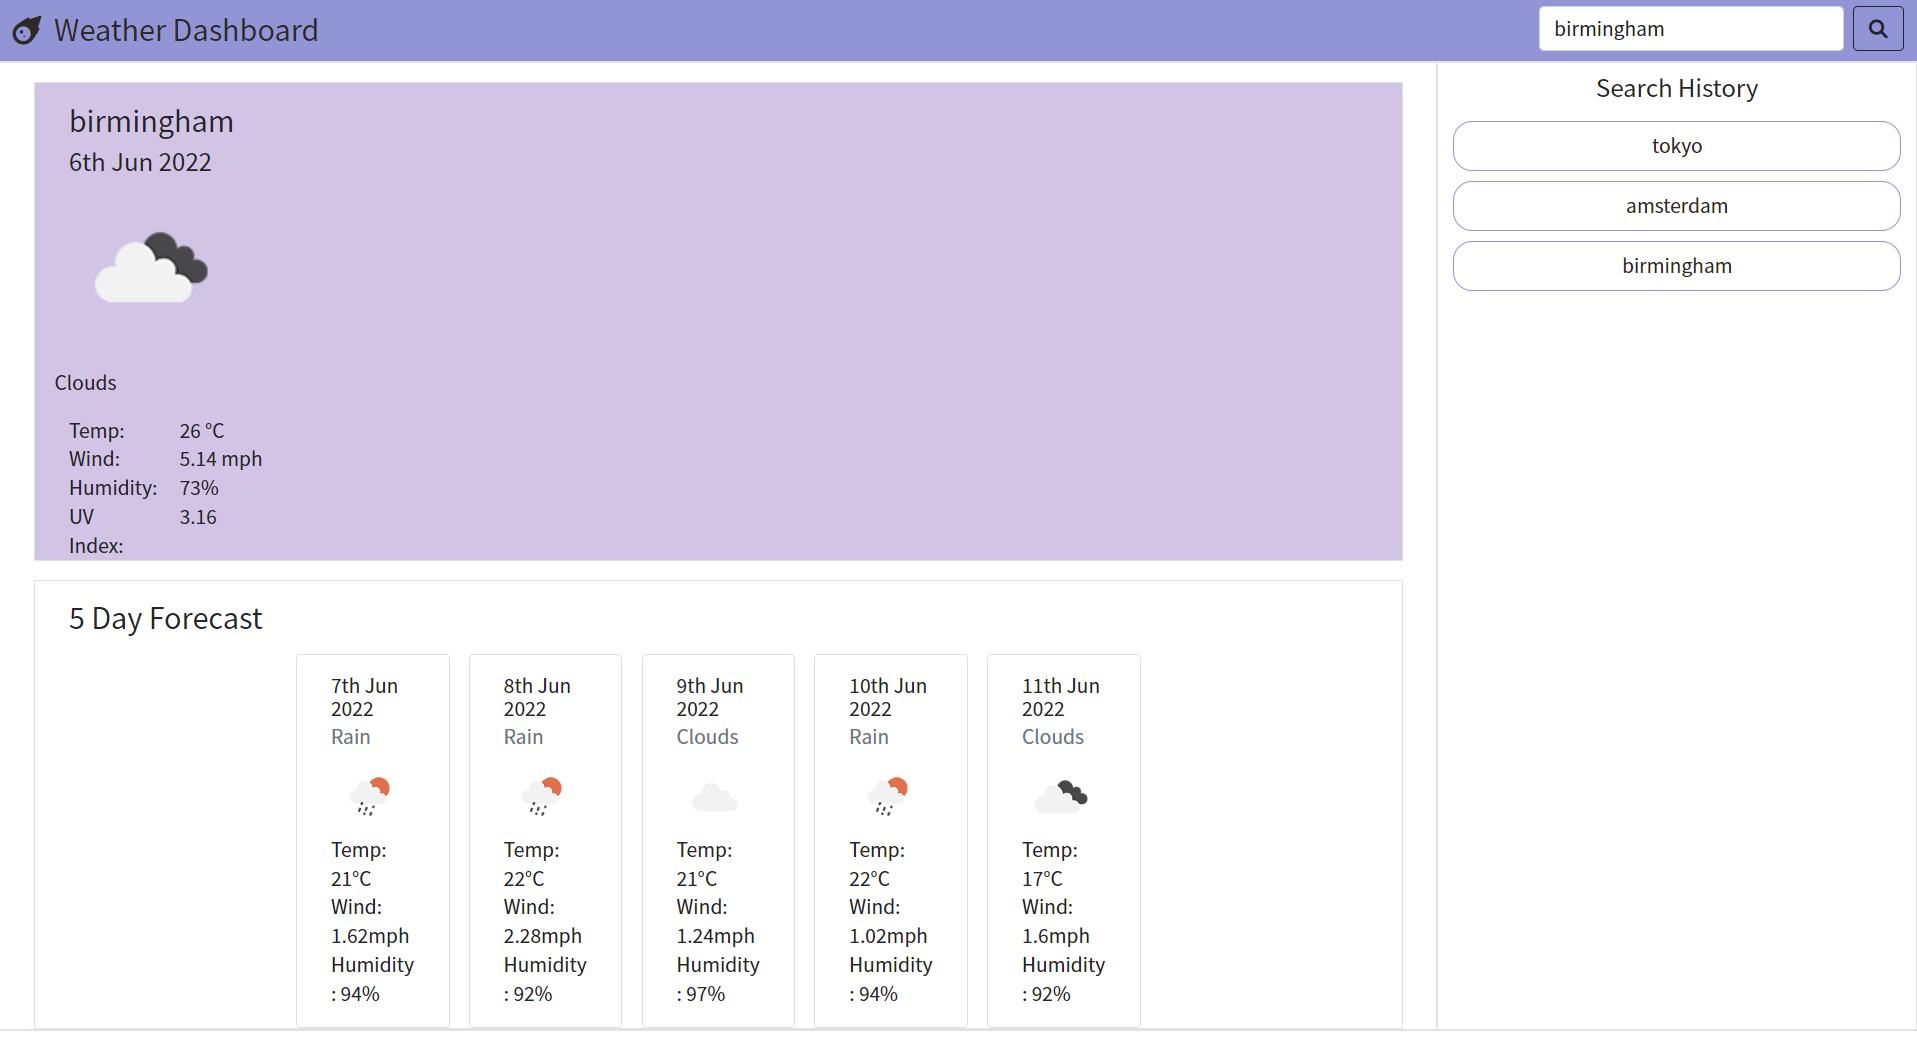 Weather Dashboard
birmingham
birmingham
6th Jun 2022
Clouds
Temp: 26 °C
Wind: 5.14 mph
Humidity: 73%
UV 3.16
Index:
5 Day Forecast
7th Jun
2022
Rain
Temp:
21°C
Wind:
1.62mph
Humidity
: 94%
8th Jun
2022
Rain
Temp:
22°C
Wind:
2.28mph
Humidity
: 92%
9th Jun
2022
Clouds
Temp:
21°C
Wind:
1.24mph
Humidity
: 97%
10th Jun
2022
Rain
Temp:
22°C
Wind:
1.02mph
Humidity
: 94%
11th Jun
2022
Clouds
Temp:
17°C
Wind:
1.6mph
Humidity
: 92%
Search History
tokyo
amsterdam
birmingham